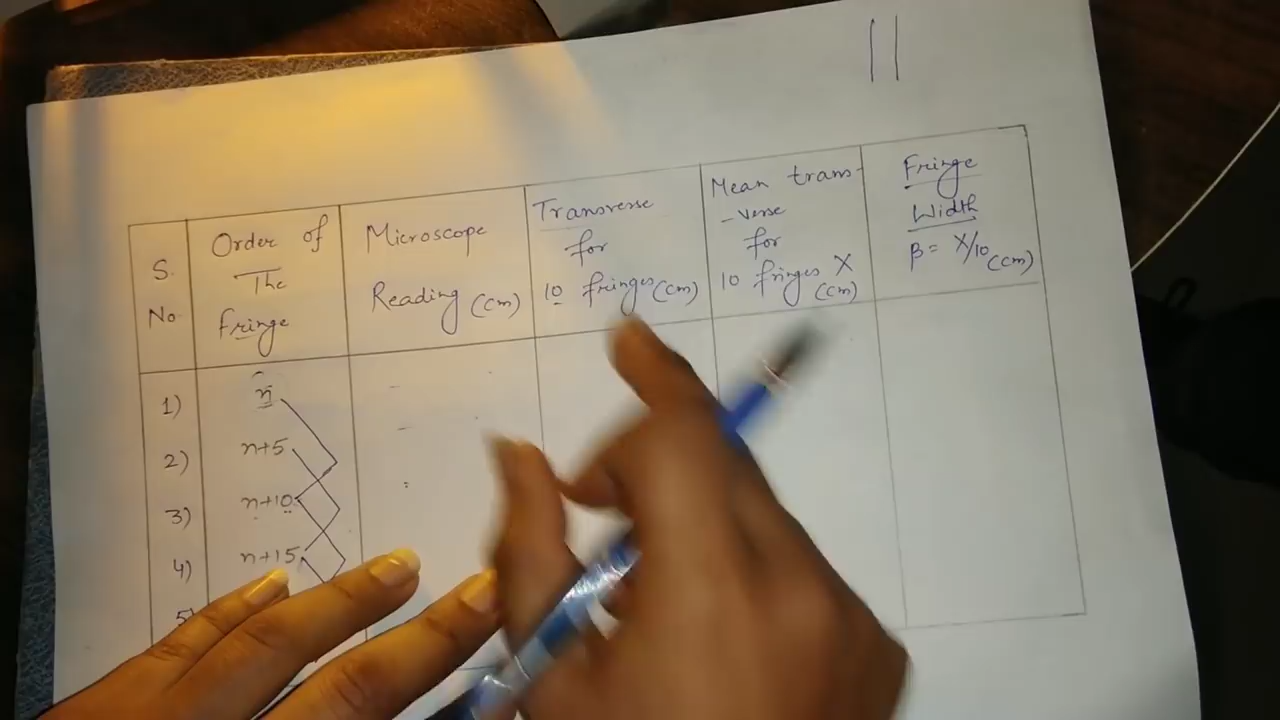 ||
S.
No
Order of
The
fringe
Microscope
Reading (cm)
Transverse
for
10 fringes (cm)
Mean trans-
-verse
for
10 fringes X
(cm)
Fringe
Width
β = X/10 (cm)
1) n
2) n+5
3) n+10
4) n+15
5)